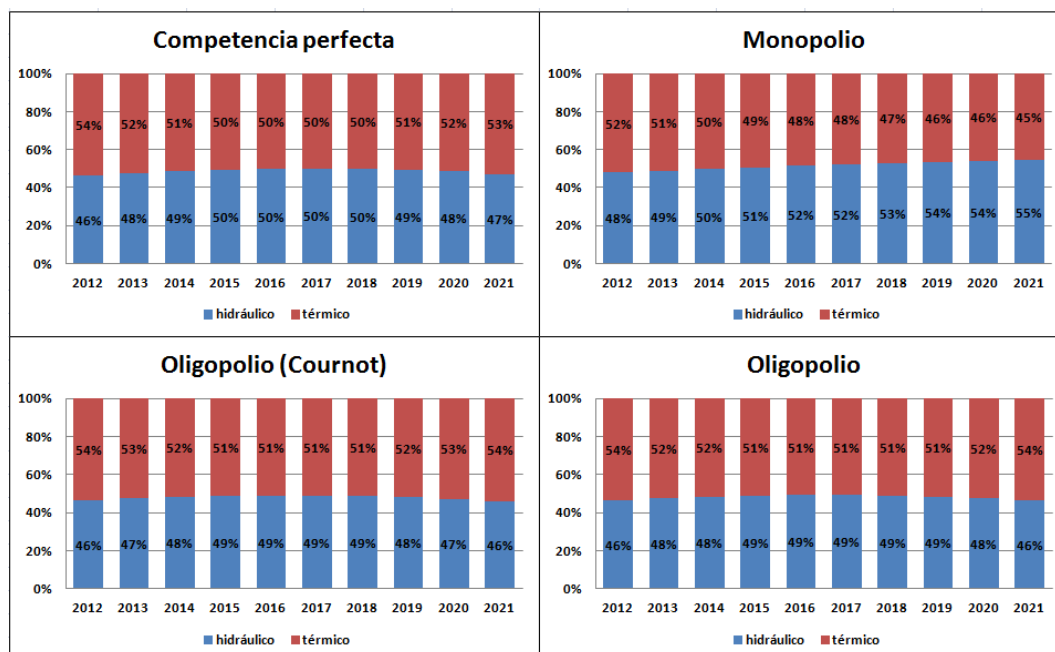 Competencia perfecta
100%
80%
60%
40%
20%
0%
54% 52% 51% 50% 50% 50% 50% 51% 52% 53%
46% 48% 49% 50% 50% 50% 50% 49% 48% 47%
2012 2013 2014 2015 2016 2017 2018 2019 2020 2021
hidráulico térmico
Monopolio
100%
80%
60%
40%
20%
0%
52% 51% 50% 49% 48% 48% 47% 46% 46% 45%
48% 49% 50% 51% 52% 52% 53% 54% 54% 55%
2012 2013 2014 2015 2016 2017 2018 2019 2020 2021
hidráulico térmico
Oligopolio (Cournot)
100%
80%
60%
40%
20%
0%
54% 53% 52% 51% 51% 51% 51% 52% 53% 54%
46% 47% 48% 49% 49% 49% 49% 48% 47% 46%
2012 2013 2014 2015 2016 2017 2018 2019 2020 2021
hidráulico térmico
Oligopolio
100%
80%
60%
40%
20%
0%
54% 52% 52% 51% 51% 51% 51% 51% 52% 54%
46% 48% 48% 49% 49% 49% 49% 49% 48% 46%
2012 2013 2014 2015 2016 2017 2018 2019 2020 2021
hidráulico térmico